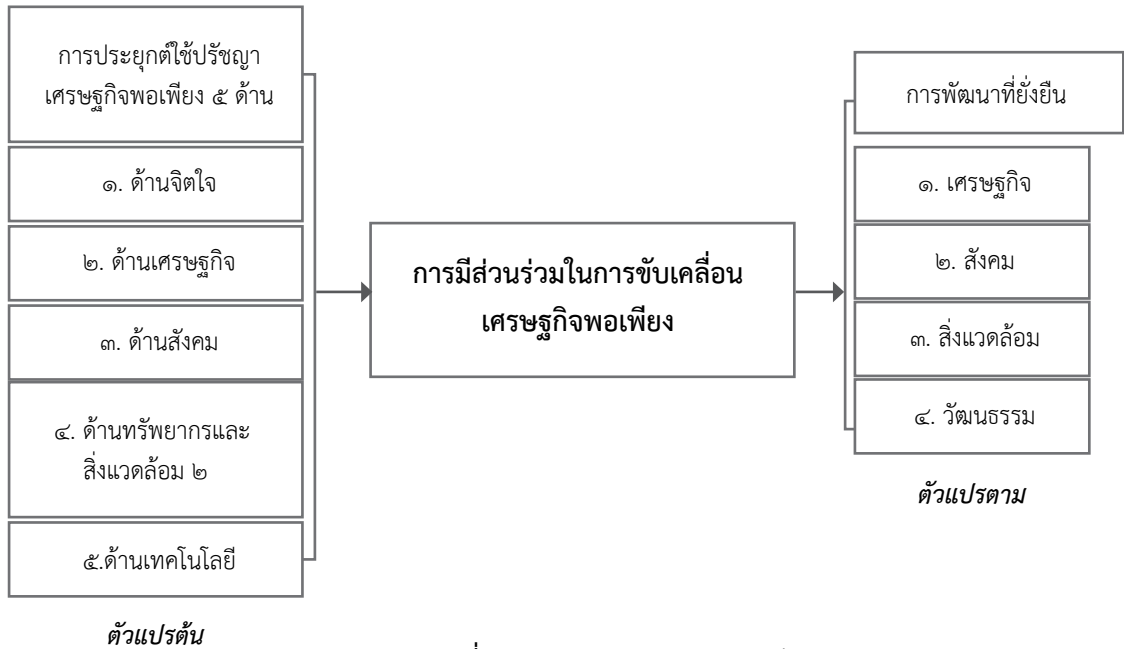 การประยุกต์ใช้ปรัชญา
เศรษฐกิจพอเพียง ๕ ด้าน
๑. ด้านจิตใจ
๒. ด้านเศรษฐกิจ
๓. ด้านสังคม
๔. ด้านทรัพยากรและ
สิ่งแวดล้อม ๒
๕.ด้านเทคโนโลยี
ตัวแปรต้น
การมีส่วนร่วมในการขับเคลื่อน
เศรษฐกิจพอเพียง
การพัฒนาที่ยั่งยืน
๑. เศรษฐกิจ
๒. สังคม
๓. สิ่งแวดล้อม
๔. วัฒนธรรม
ตัวแปรตาม